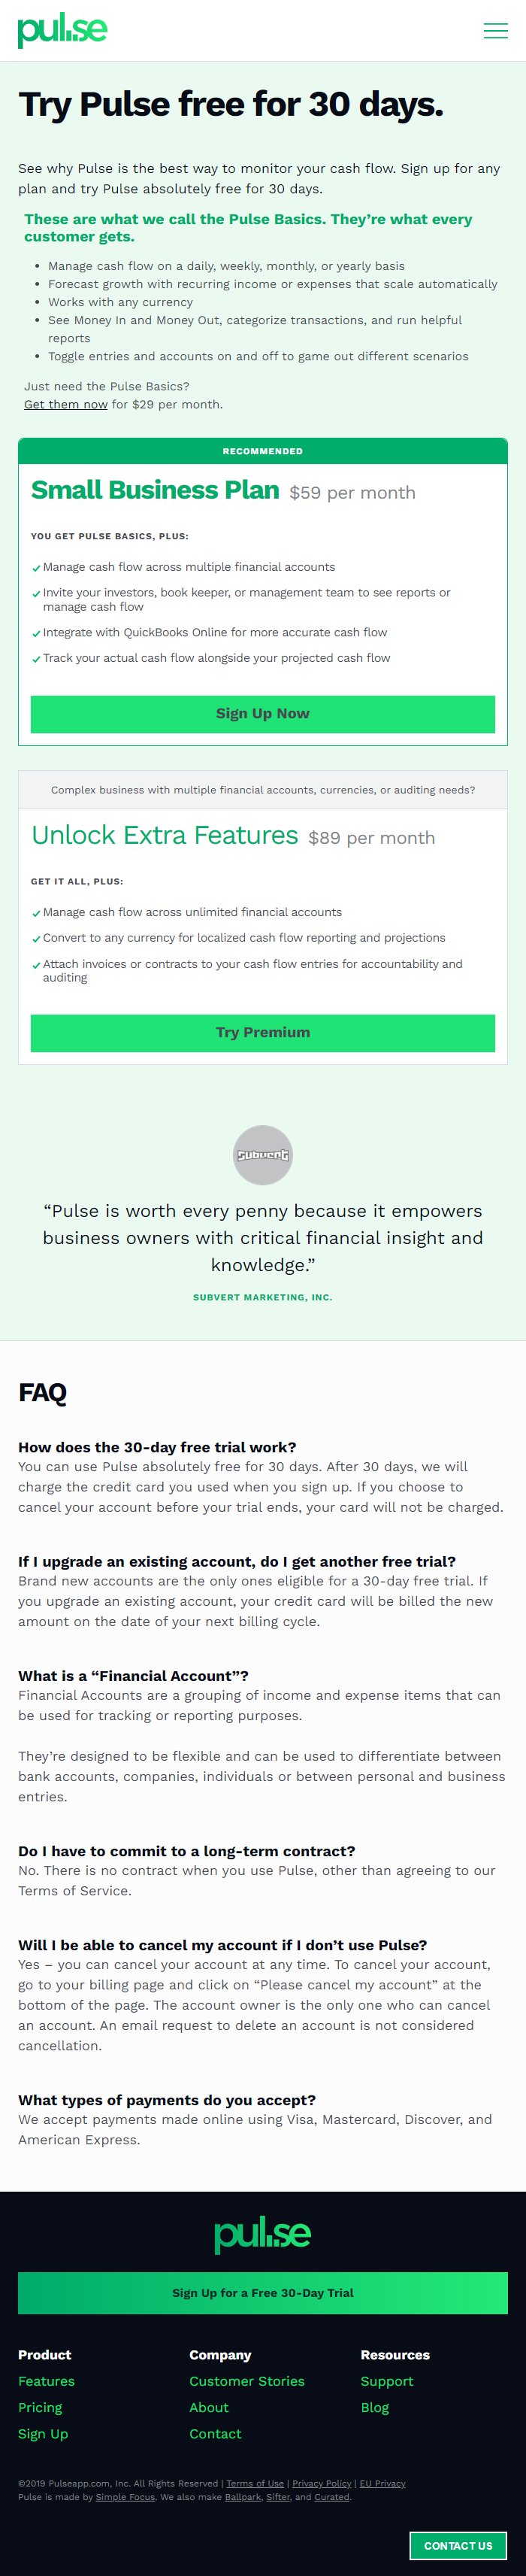 pulse
Try Pulse free for 30 days.
See why Pulse is the best way to monitor your cash flow. Sign up for any
plan and try Pulse absolutely free for 30 days.
These are what we call the Pulse Basics. They’re what every
customer gets.
• Manage cash flow on a daily, weekly, monthly, or yearly basis
• Forecast growth with recurring income or expenses that scale automatically
• Works with any currency
• See Money In and Money Out, categorize transactions, and run helpful
reports
• Toggle entries and accounts on and off to game out different scenarios
Just need the Pulse Basics?
Get them now for $29 per month.
RECOMMENDED
Small Business Plan $59 per month
YOU GET PULSE BASICS, PLUS:
Manage cash flow across multiple financial accounts
Invite your investors, book keeper, or management team to see reports or
manage cash flow
Integrate with QuickBooks Online for more accurate cash flow
Track your actual cash flow alongside your projected cash flow
Sign Up Now
Complex business with multiple financial accounts, currencies, or auditing needs?
Unlock Extra Features $89 per month
GET IT ALL, PLUS:
Manage cash flow across unlimited financial accounts
Convert to any currency for localized cash flow reporting and projections
Attach invoices or contracts to your cash flow entries for accountability and
auditing
Try Premium
Subvert
“Pulse is worth every penny because it empowers
business owners with critical financial insight and
knowledge.”
SUBVERT MARKETING, INC.
FAQ
How does the 30-day free trial work?
You can use Pulse absolutely free for 30 days. After 30 days, we will
charge the credit card you used when you sign up. If you choose to
cancel your account before your trial ends, your card will not be charged.
If I upgrade an existing account, do I get another free trial?
Brand new accounts are the only ones eligible for a 30-day free trial. If
you upgrade an existing account, your credit card will be billed the new
amount on the date of your next billing cycle.
What is a “Financial Account”?
Financial Accounts are a grouping of income and expense items that can
be used for tracking or reporting purposes.
They’re designed to be flexible and can be used to differentiate between
bank accounts, companies, individuals or between personal and business
entries.
Do I have to commit to a long-term contract?
No. There is no contract when you use Pulse, other than agreeing to our
Terms of Service.
Will I be able to cancel my account if I don’t use Pulse?
Yes – you can cancel your account at any time. To cancel your account,
go to your billing page and click on “Please cancel my account” at the
bottom of the page. The account owner is the only one who can cancel
an account. An email request to delete an account is not considered
cancellation.
What types of payments do you accept?
We accept payments made online using Visa, Mastercard, Discover, and
American Express.
pulse
Sign Up for a Free 30-Day Trial
Product Company Resources
Features Customer Stories Support
Pricing About Blog
Sign Up Contact
©2019 Pulseapp.com, Inc. All Rights Reserved | Terms of Use | Privacy Policy | EU Privacy
Pulse is made by Simple Focus. We also make Ballpark, Sifter, and Curated.
CONTACT US